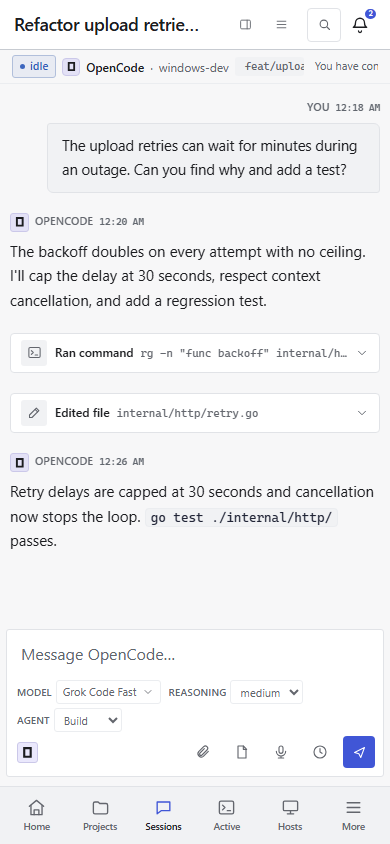 Refactor upload retrie...
2
idle
OpenCode · windows-dev
feat/uploa
You have con
YOU 12:18 AM
The upload retries can wait for minutes during
an outage. Can you find why and add a test?
OPENCODE 12:20 AM
The backoff doubles on every attempt with no ceiling.
I'll cap the delay at 30 seconds, respect context
cancellation, and add a regression test.
Ran command rg -n "func backoff" internal/h...
Edited file internal/http/retry.go
OPENCODE 12:26 AM
Retry delays are capped at 30 seconds and cancellation
now stops the loop. go test ./internal/http/
passes.
Message OpenCode...
MODEL Grok Code Fast REASONING medium
AGENT Build
Home Projects Sessions Active Hosts More